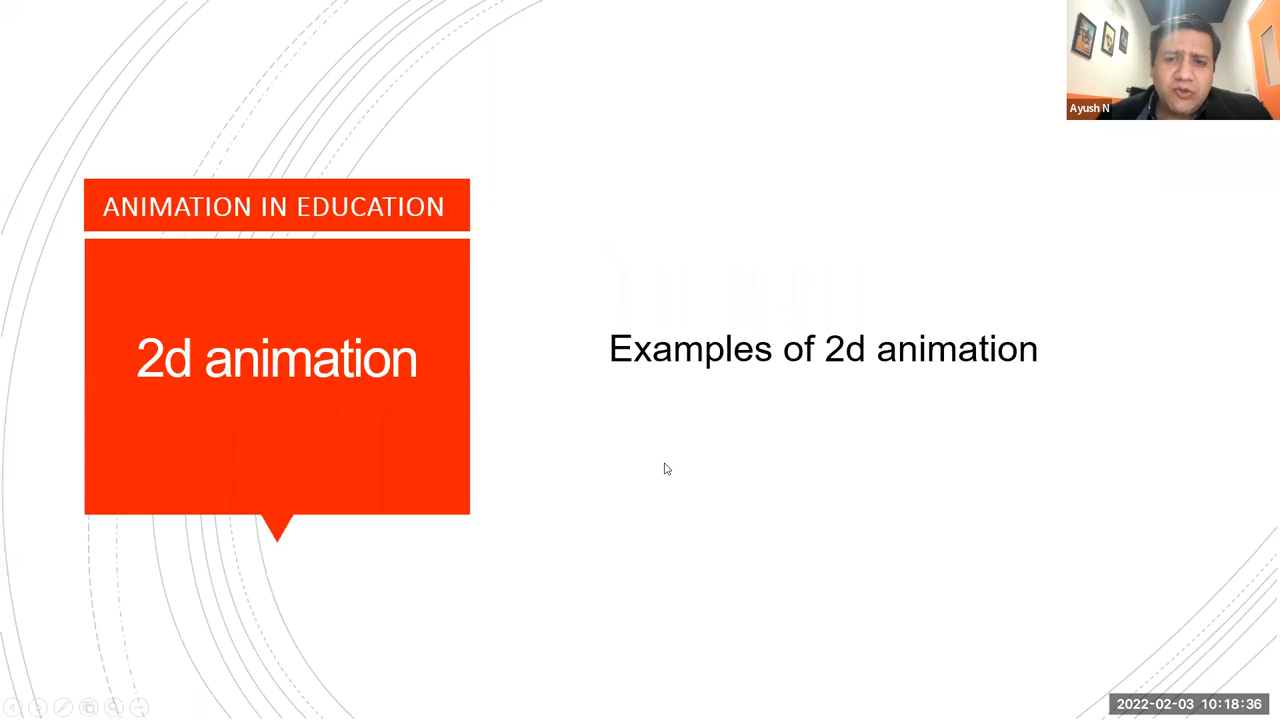 Ayush N
ANIMATION IN EDUCATION
2d animation
Examples of 2d animation
2022-02-03 10:18:36